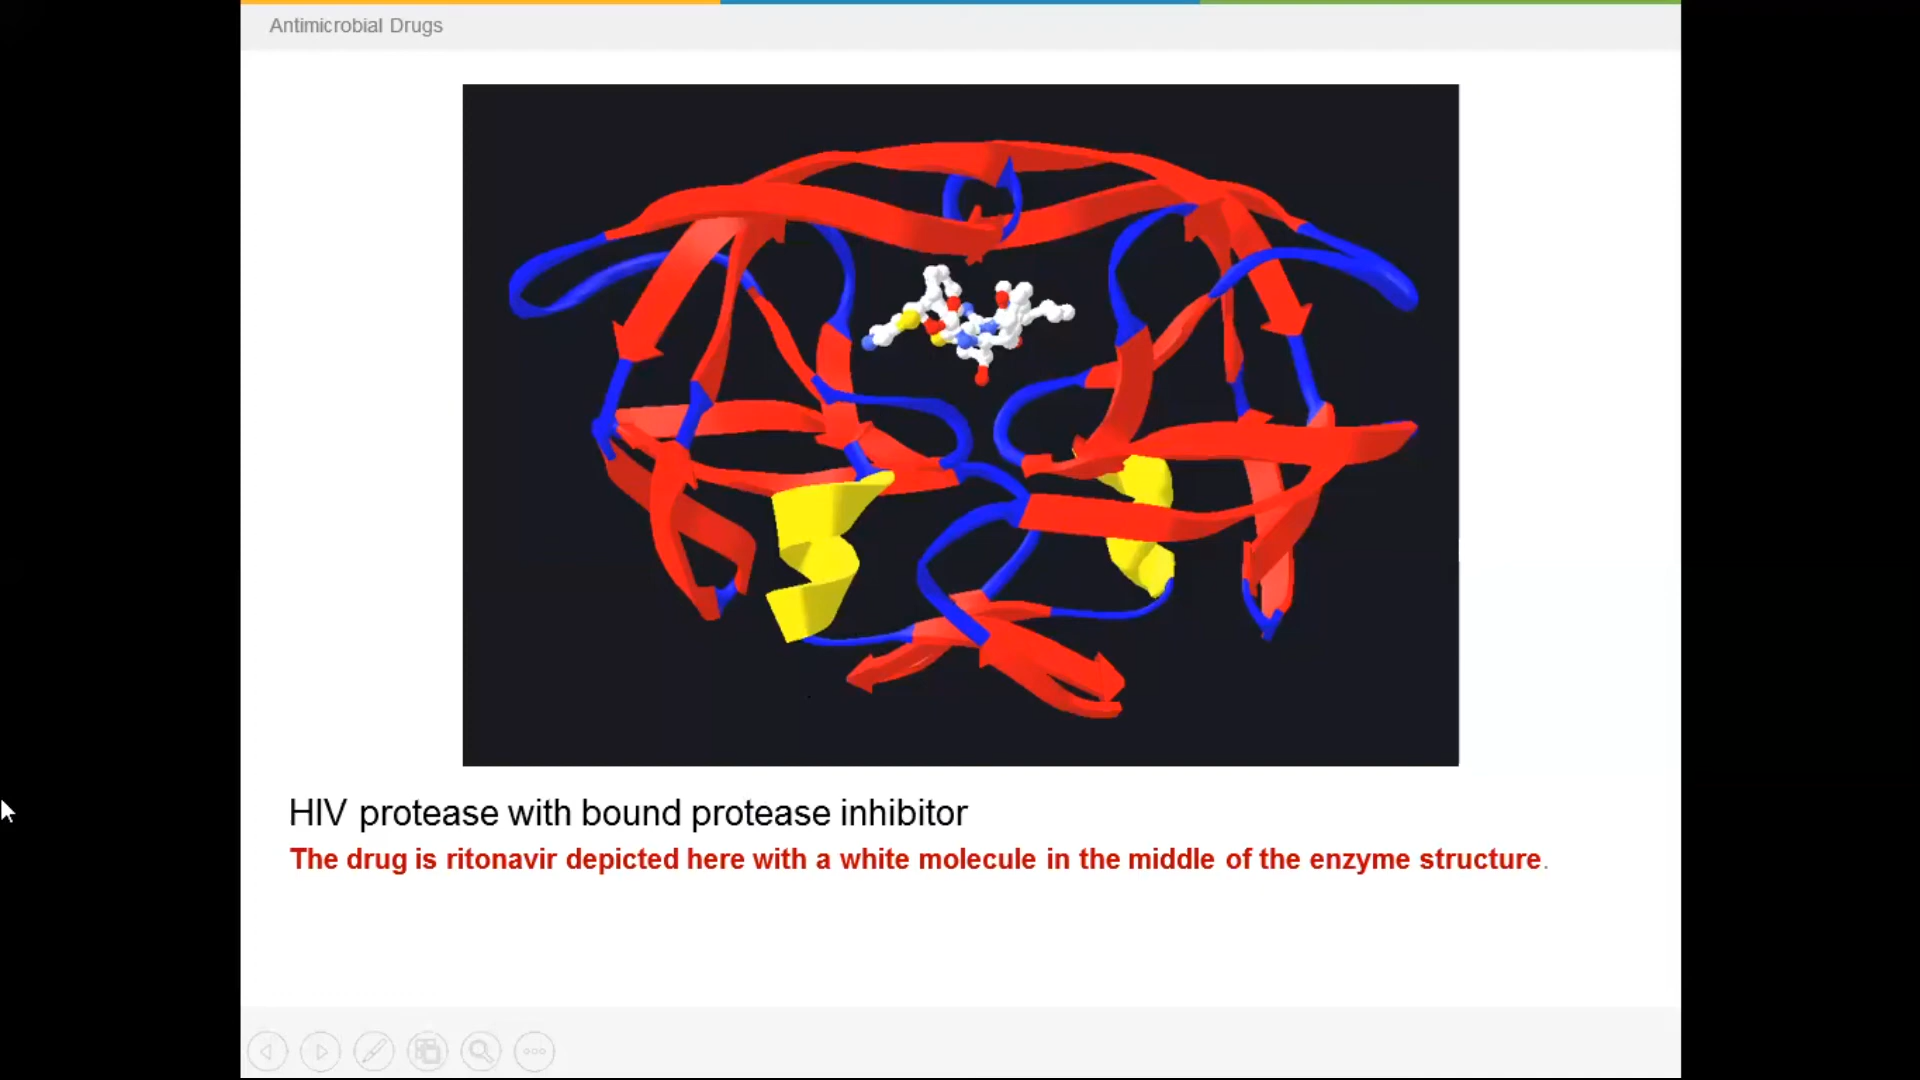 Antimicrobial Drugs
HIV protease with bound protease inhibitor
The drug is ritonavir depicted here with a white molecule in the middle of the enzyme structure.